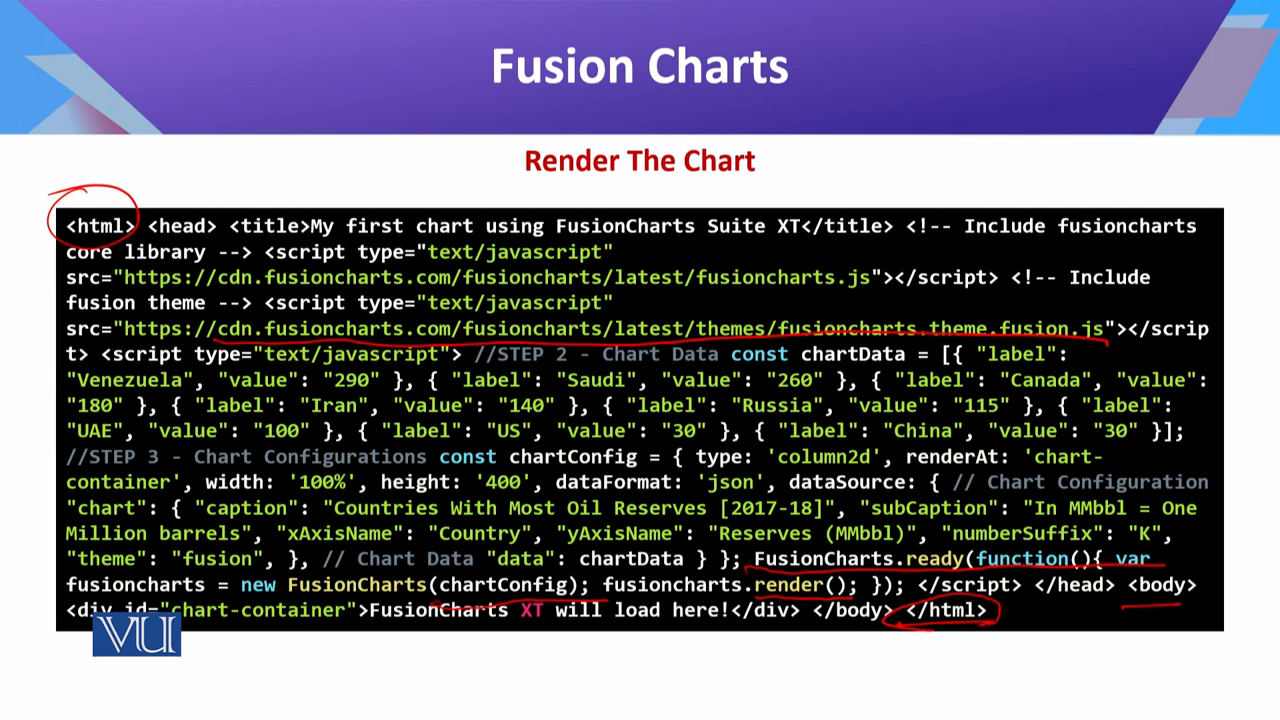 Fusion Charts
Render The Chart
<html> <head> <title>My first chart using FusionCharts Suite XT</title> <!-- Include fusioncharts
core library --> <script type="text/javascript"
src="https://cdn.fusioncharts.com/fusioncharts/latest/fusioncharts.js"></script> <!-- Include
fusion theme --> <script type="text/javascript"
src="https://cdn.fusioncharts.com/fusioncharts/latest/themes/fusioncharts.theme.fusion.js"></scrip
t> <script type="text/javascript"> //STEP 2 - Chart Data const chartData = [{ "label":
"Venezuela", "value": "290" }, { "label": "Saudi", "value": "260" }, { "label": "Canada", "value":
"180" }, { "label": "Iran", "value": "140" }, { "label": "Russia", "value": "115" }, { "label":
"UAE", "value": "100" }, { "label": "US", "value": "30" }, { "label": "China", "value": "30" }];
//STEP 3 - Chart Configurations const chartConfig = { type: 'column2d', renderAt: 'chart-
container', width: '100%', height: '400', dataFormat: 'json', dataSource: { // Chart Configuration
"chart": { "caption": "Countries With Most Oil Reserves [2017-18]", "subCaption": "In MMbbl = One
Million barrels", "xAxisName": "Country", "yAxisName": "Reserves (MMbbl)", "numberSuffix": "K",
"theme": "fusion", }, // Chart Data "data": chartData } }; FusionCharts.ready(function(){ var
fusioncharts = new FusionCharts(chartConfig); fusioncharts.render(); }); </script> </head> <body>
<div id="chart-container">FusionCharts XT will load here!</div> </body> </html>
VU